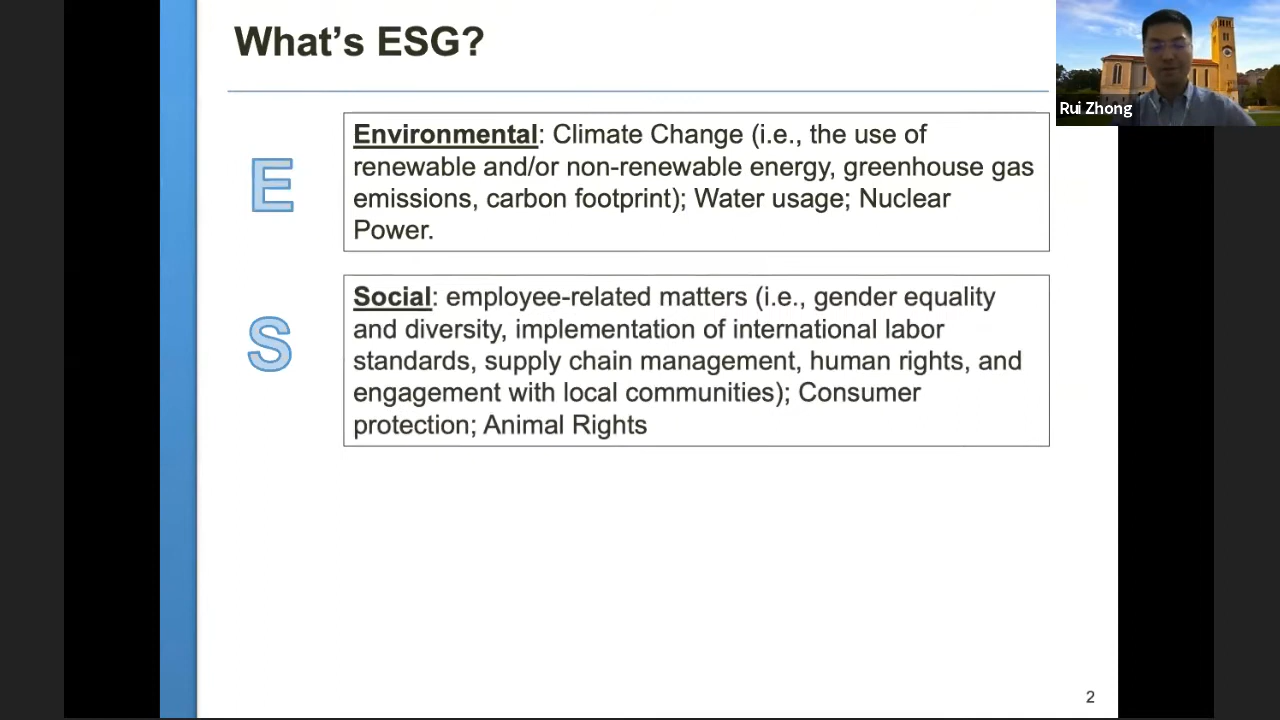 What’s ESG?
Rui Zhong
E
Environmental: Climate Change (i.e., the use of
renewable and/or non-renewable energy, greenhouse gas
emissions, carbon footprint); Water usage; Nuclear
Power.
S
Social: employee-related matters (i.e., gender equality
and diversity, implementation of international labor
standards, supply chain management, human rights, and
engagement with local communities); Consumer
protection; Animal Rights
2